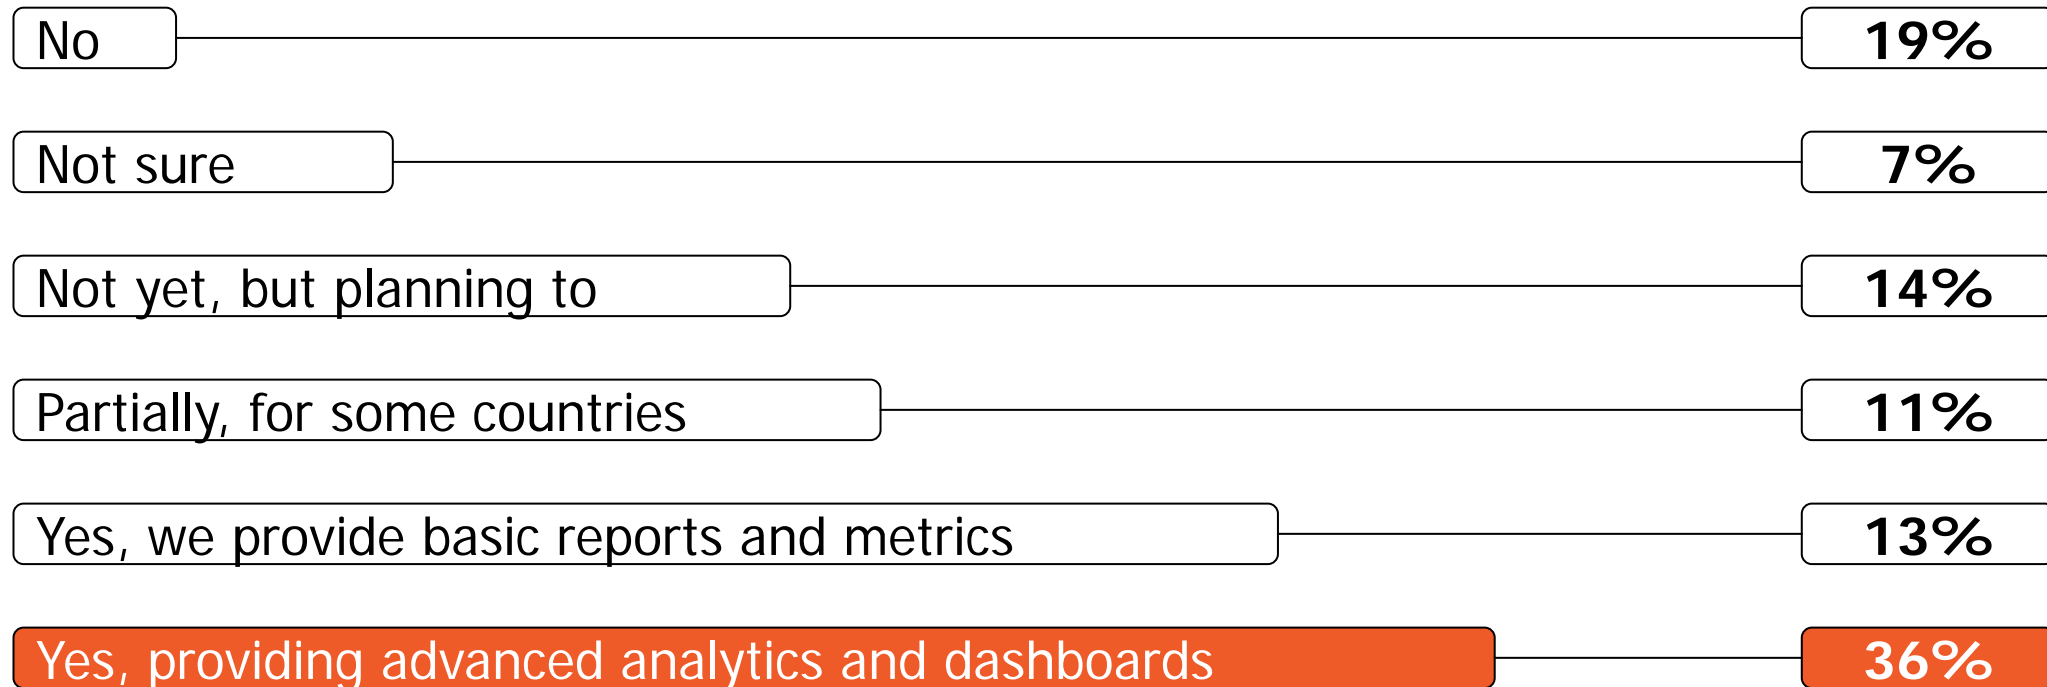 No 19%
Not sure 7%
Not yet, but planning to 14%
Partially, for some countries 11%
Yes, we provide basic reports and metrics 13%
Yes, providing advanced analytics and dashboards 36%